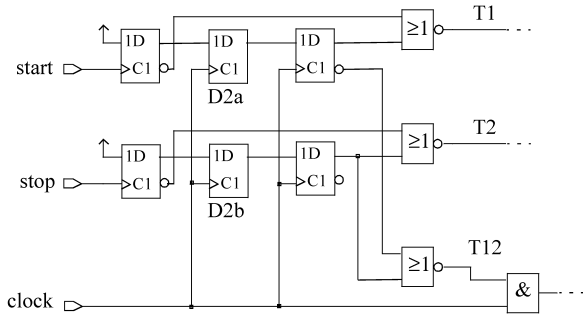 T1
1D 1D 1D ≥1
start C1 C1 C1
D2a
T2
1D 1D 1D ≥1
stop C1 C1 C1
D2b
T12
≥1
clock &